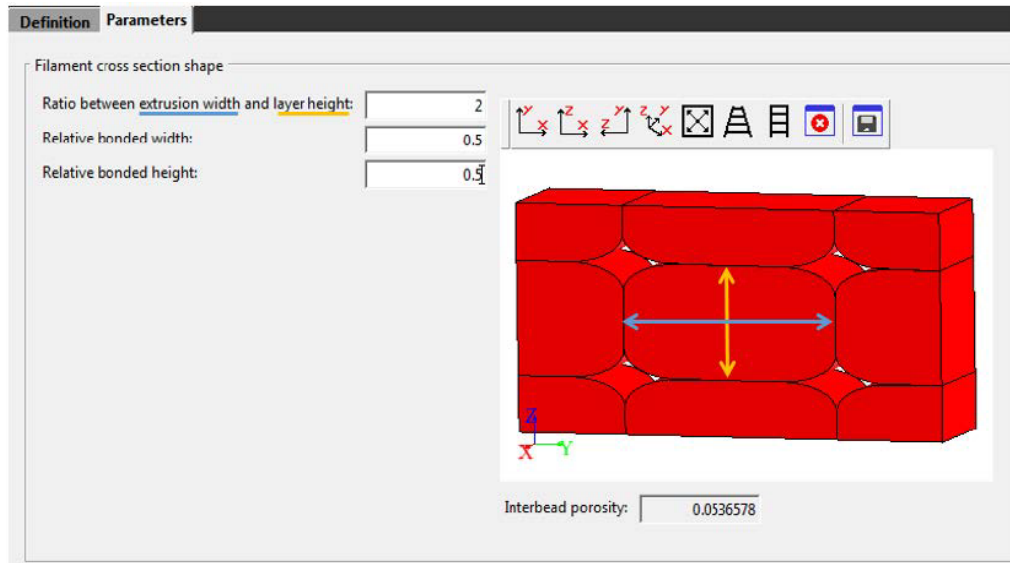 Definition Parameters
Filament cross section shape
Ratio between extrusion width and layer height: 2
Relative bonded width: 0.5
Relative bonded height: 0.5
Y X Z X Z Y Z Y X
Z
X Y
Interbead porosity: 0.0536578